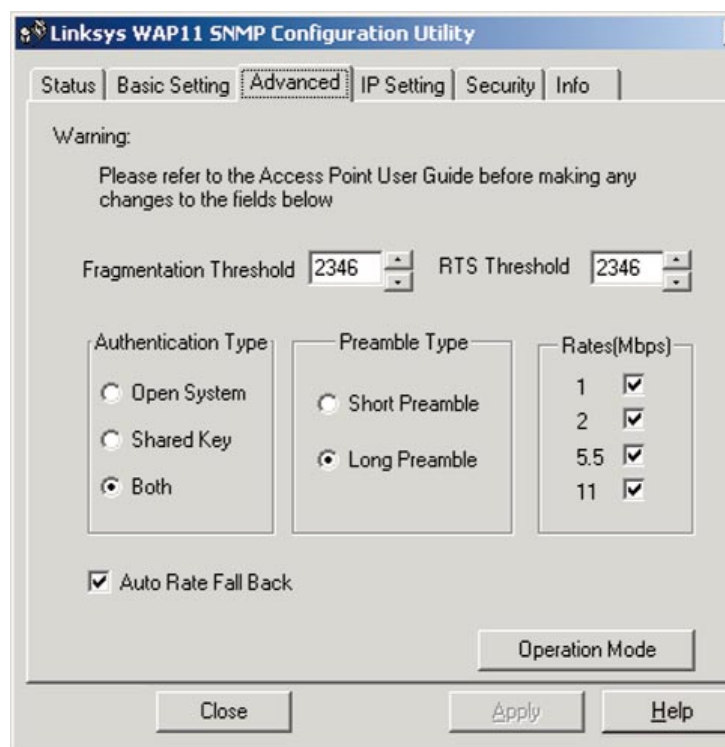 Linksys WAP11 SNMP Configuration Utility
Status Basic Setting Advanced IP Setting Security Info
Warning:
Please refer to the Access Point User Guide before making any
changes to the fields below
Fragmentation Threshold 2346 RTS Threshold 2346
Authentication Type
Open System
Shared Key
Both
Preamble Type
Short Preamble
Long Preamble
Rates(Mbps)
1
2
5.5
11
Auto Rate Fall Back
Operation Mode
Close Apply Help